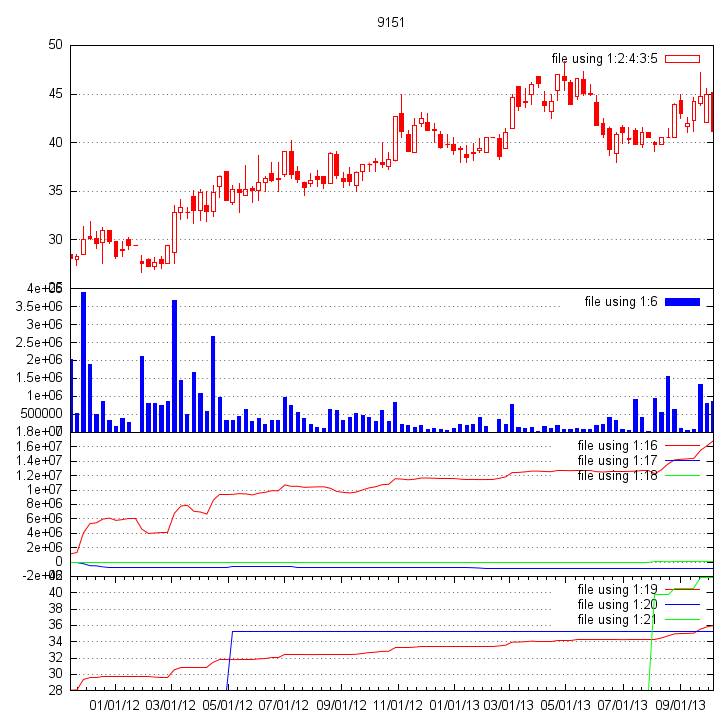 9151
50
file using 1:2:4:3:5
45
40
35
30
4e+06
file using 1:6
3.5e+06
3e+06
2.5e+06
2e+06
1.5e+06
1e+06
500000
1.8e+07
file using 1:16
1.6e+07
file using 1:17
1.4e+07
file using 1:18
1.2e+07
1e+07
8e+06
6e+06
4e+06
2e+06
0
-2e+06
file using 1:19
40
file using 1:20
38
file using 1:21
36
34
32
30
28
01/01/12 03/01/12 05/01/12 07/01/12 09/01/12 11/01/12 01/01/13 03/01/13 05/01/13 07/01/13 09/01/13